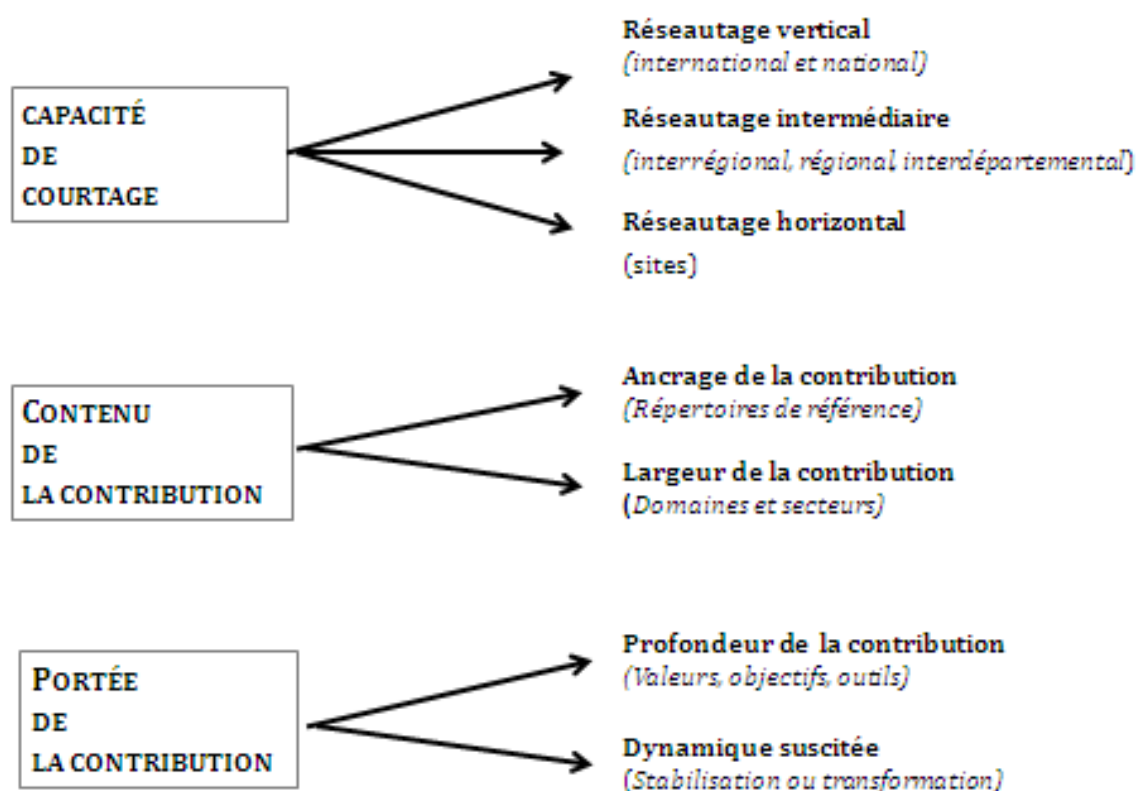 CAPACITÉ
DE
COURTAGE
Réseautage vertical
(international et national)
Réseautage intermédiaire
(interrégional, régional, interdépartemental)
Réseautage horizontal
(sites)
CONTENU
DE
LA CONTRIBUTION
Ancrage de la contribution
(Répertoires de référence)
Largeur de la contribution
(Domaines et secteurs)
PORTÉE
DE
LA CONTRIBUTION
Profondeur de la contribution
(Valeurs, objectifs, outils)
Dynamique suscitée
(Stabilisation ou transformation)